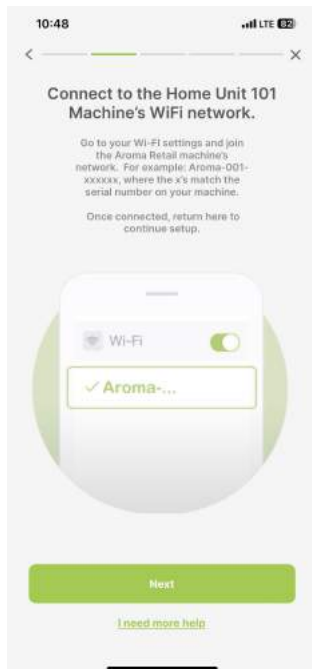 10:48
LTE 82
Connect to the Home Unit 101
Machine's WiFi network.
Go to your Wi-Fi settings and join
the Aroma Retail machine's
network. For example: Aroma-001-
xxxxxx, where the x's match the
serial number on your machine.
Once connected, return here to
continue setup.
Wi-Fi
Aroma-...
Next
I need more help